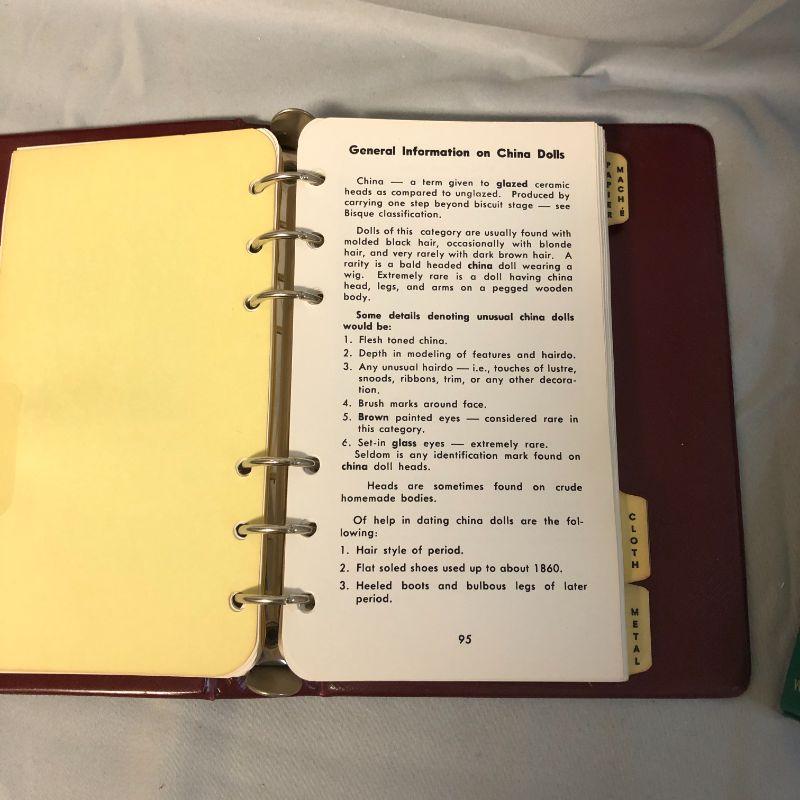 General Information on China Dolls
China — a term given to glazed ceramic
heads as compared to unglazed. Produced by
carrying one step beyond biscuit stage — see
Bisque classification.
Dolls of this category are usually found with
molded black hair, occasionally with blonde
hair, and very rarely with dark brown hair. A
rarity is a bald headed china doll wearing a
wig. Extremely rare is a doll having china
head, legs, and arms on a pegged wooden
body.
Some details denoting unusual china dolls
would be:
1. Flesh toned china.
2. Depth in modeling of features and hairdo.
3. Any unusual hairdo — i.e., touches of lustre,
snoods, ribbons, trim, or any other decora-
tion.
4. Brush marks around face.
5. Brown painted eyes — considered rare in
this category.
6. Set-in glass eyes — extremely rare.
Seldom is any identification mark found on
china doll heads.
Heads are sometimes found on crude
homemade bodies.
Of help in dating china dolls are the fol-
lowing:
1. Hair style of period.
2. Flat soled shoes used up to about 1860.
3. Heeled boots and bulbous legs of later
period.
95
PAPIER
MACHÉ
CLOTH
METAL